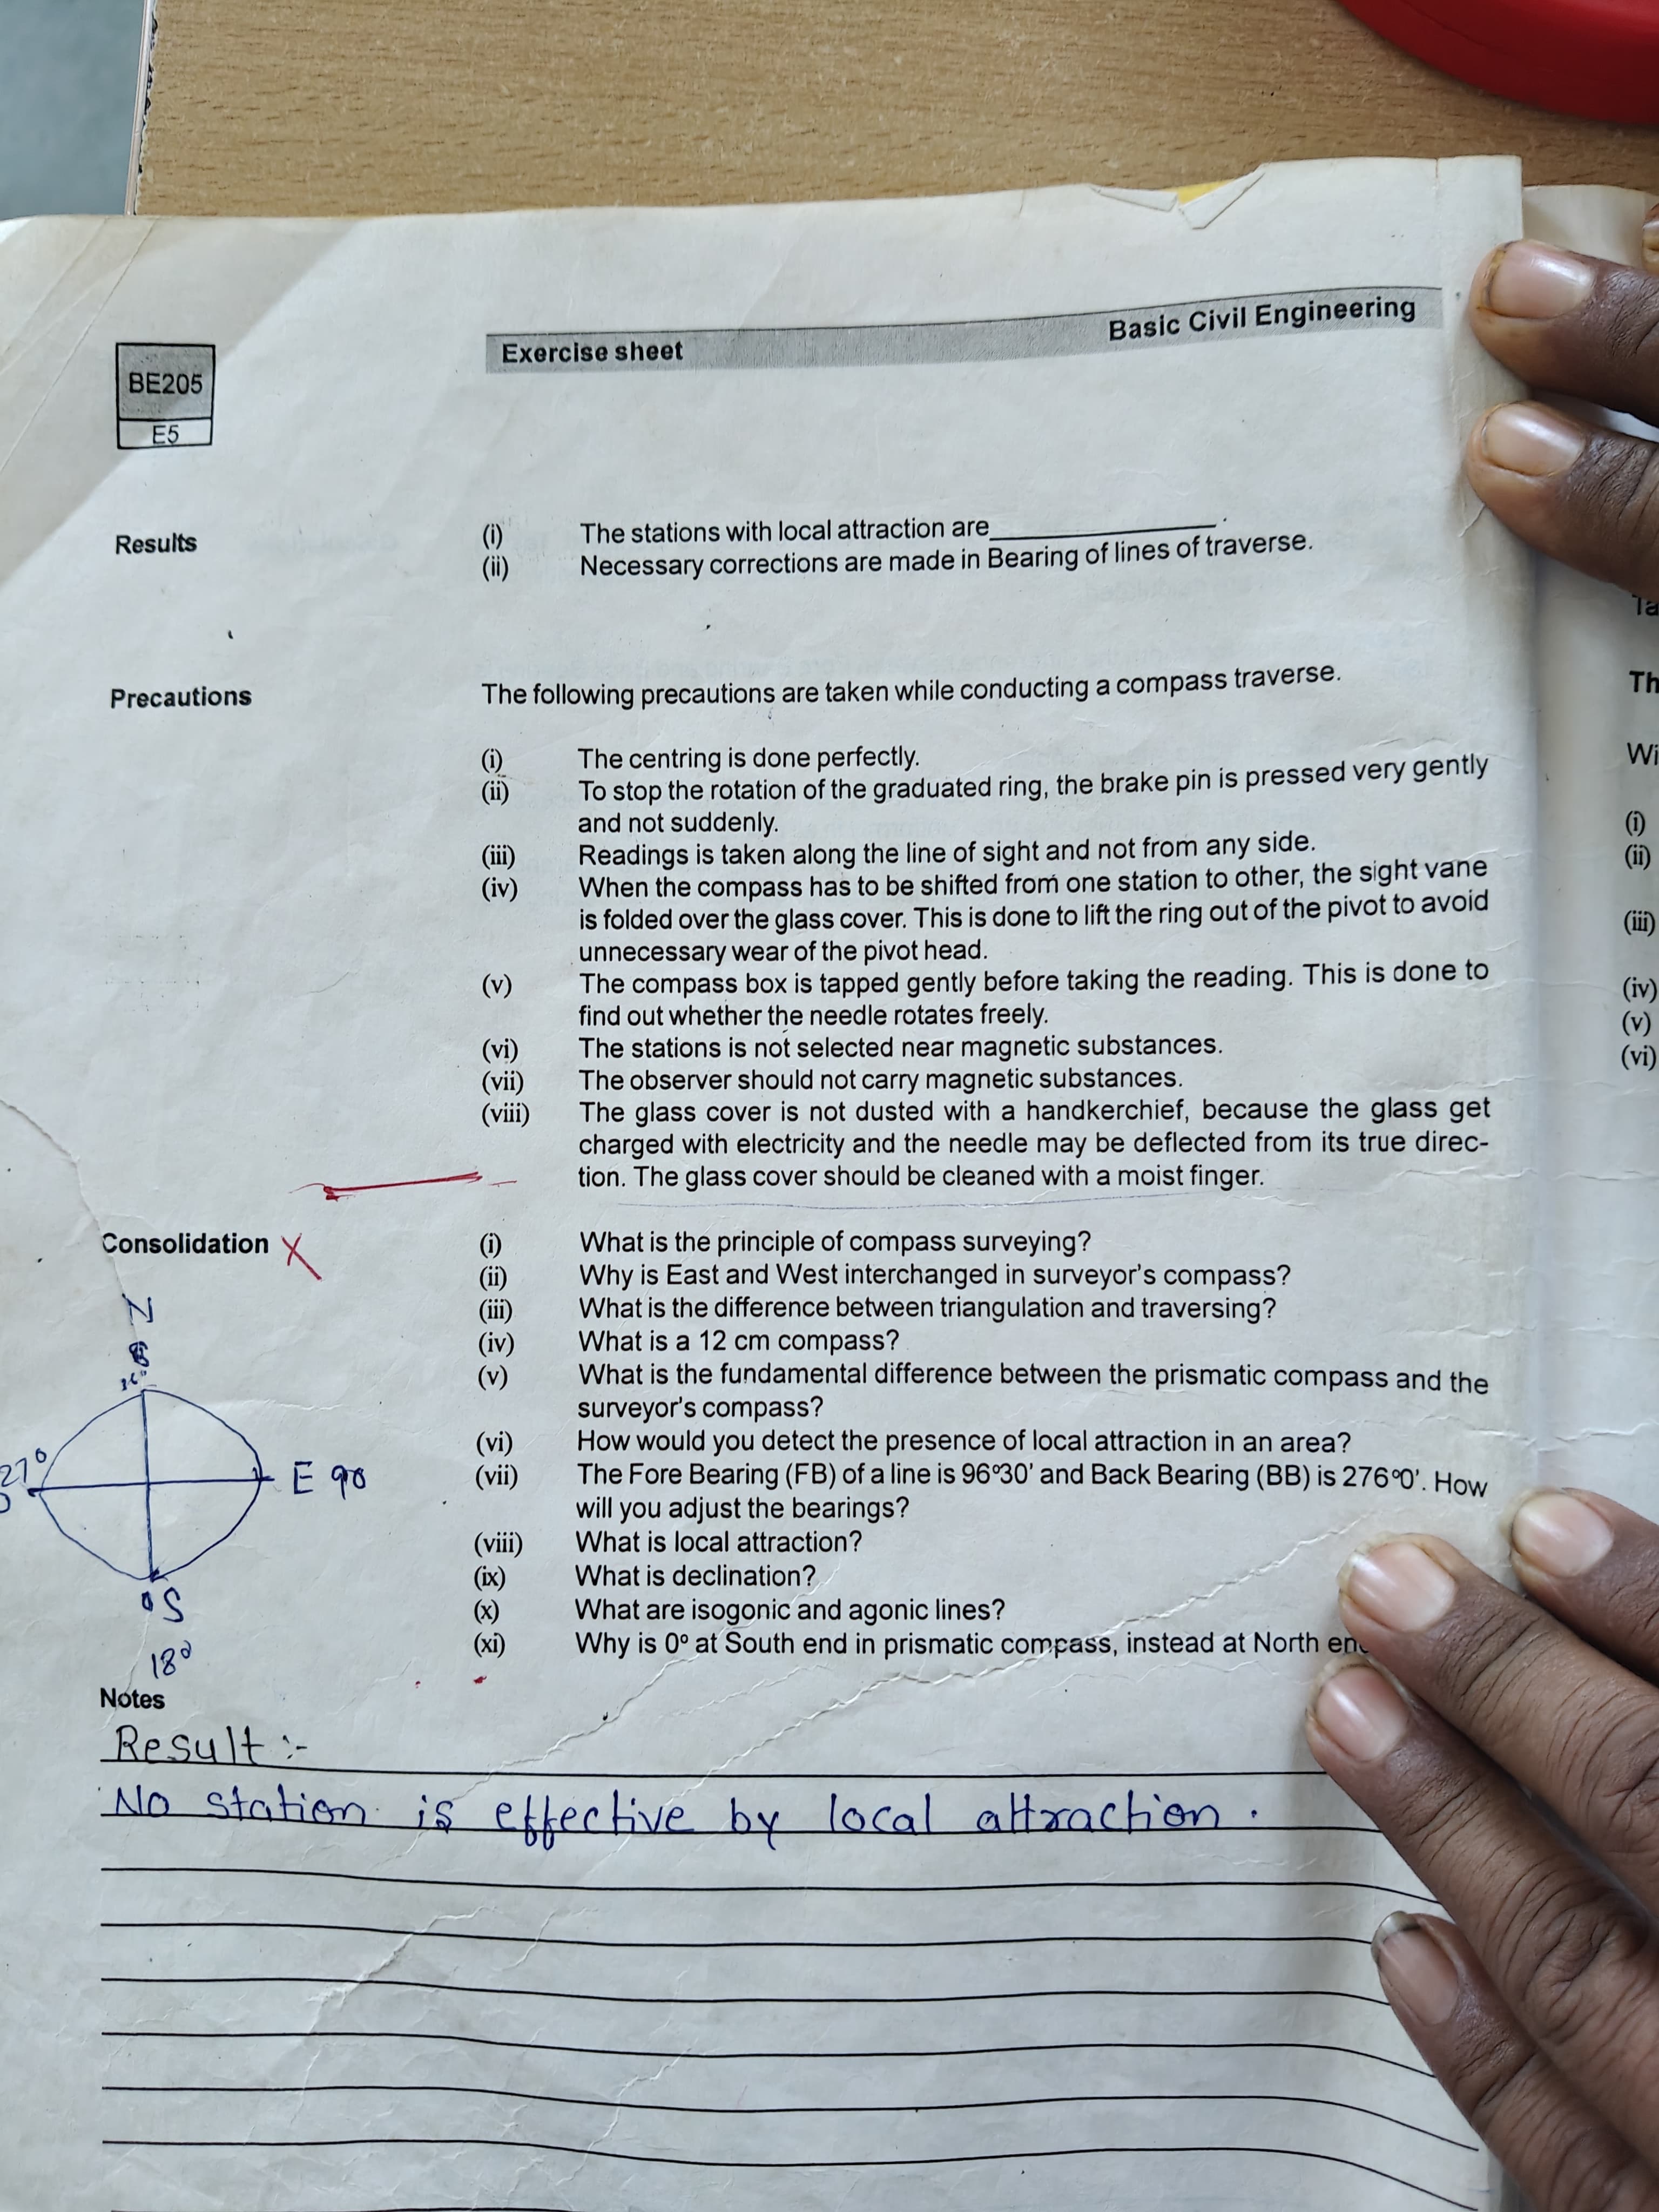 Basic Civil Engineering
Exercise sheet
BE205
E5
Results
(i) The stations with local attraction are____________.
(ii) Necessary corrections are made in Bearing of lines of traverse.
Precautions
The following precautions are taken while conducting a compass traverse.
(i) The centring is done perfectly.
(ii) To stop the rotation of the graduated ring, the brake pin is pressed very gently
and not suddenly.
(iii) Readings is taken along the line of sight and not from any side.
(iv) When the compass has to be shifted from one station to other, the sight vane
is folded over the glass cover. This is done to lift the ring out of the pivot to avoid
unnecessary wear of the pivot head.
(v) The compass box is tapped gently before taking the reading. This is done to
find out whether the needle rotates freely.
(vi) The stations is not selected near magnetic substances.
(vii) The observer should not carry magnetic substances.
(viii) The glass cover is not dusted with a handkerchief, because the glass get
charged with electricity and the needle may be deflected from its true direc-
tion. The glass cover should be cleaned with a moist finger.
Consolidation X
(i) What is the principle of compass surveying?
(ii) Why is East and West interchanged in surveyor's compass?
(iii) What is the difference between triangulation and traversing?
(iv) What is a 12 cm compass?
(v) What is the fundamental difference between the prismatic compass and the
surveyor's compass?
(vi) How would you detect the presence of local attraction in an area?
(vii) The Fore Bearing (FB) of a line is 96º30' and Back Bearing (BB) is 276º0'. How
will you adjust the bearings?
(viii) What is local attraction?
(ix) What is declination?
(x) What are isogonic and agonic lines?
(xi) Why is 0º at South end in prismatic compass, instead at North
N
270
E 90
S
180
Notes
Result :-
No station is effective by local attraction.
Ta
Th
Wi
(i)
(ii)
(iii)
(iv)
(v)
(vi)